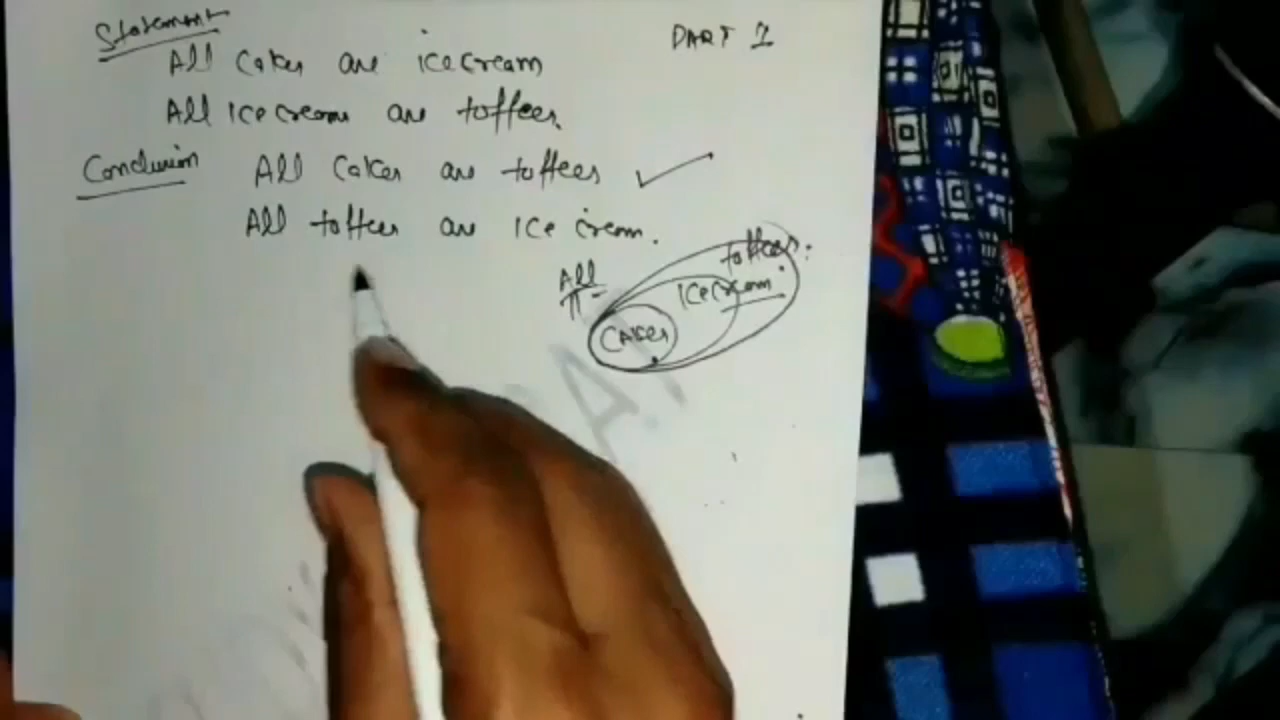 Statement
PART 1
All Cakes are icecream
All Icecream are toffees.
Conclusion
All Cakes are toffees ✓
All toffees are Ice cream.
All
toffees.
Icecream
Cakes